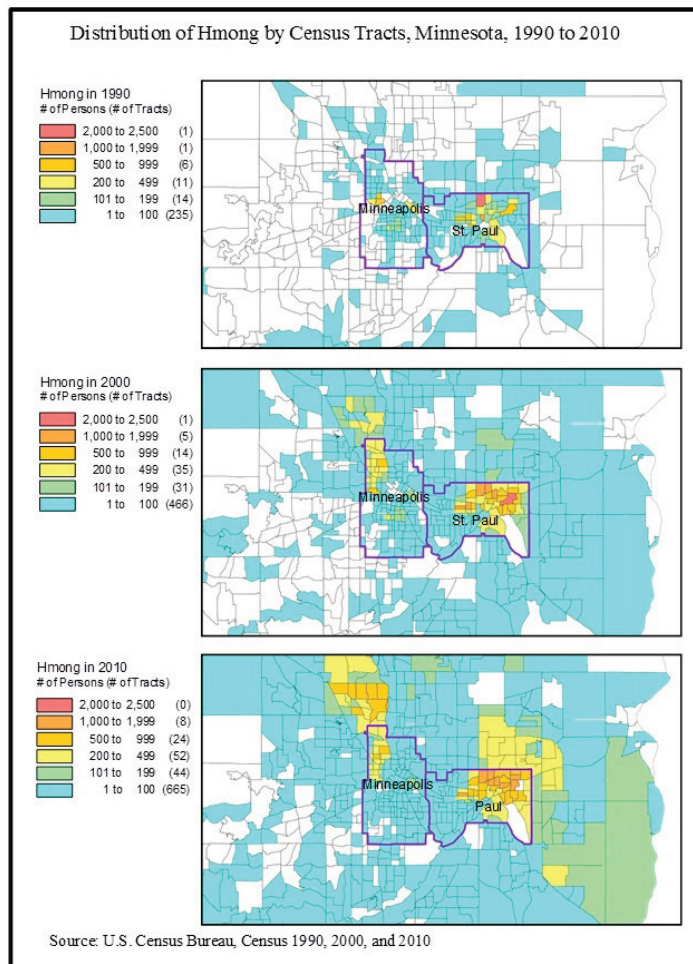 Distribution of Hmong by Census Tracts, Minnesota, 1990 to 2010
Hmong in 1990
# of Persons (# of Tracts)
2,000 to 2,500 (1)
1,000 to 1,999 (1)
500 to 999 (6)
200 to 499 (11)
101 to 199 (14)
1 to 100 (235)
Minneapolis
St. Paul
Hmong in 2000
# of Persons (# of Tracts)
2,000 to 2,500 (1)
1,000 to 1,999 (5)
500 to 999 (14)
200 to 499 (35)
101 to 199 (31)
1 to 100 (466)
Minneapolis
St. Paul
Hmong in 2010
# of Persons (# of Tracts)
2,000 to 2,500 (0)
1,000 to 1,999 (8)
500 to 999 (24)
200 to 499 (52)
101 to 199 (44)
1 to 100 (665)
Minneapolis
Paul
Source: U.S. Census Bureau, Census 1990, 2000, and 2010